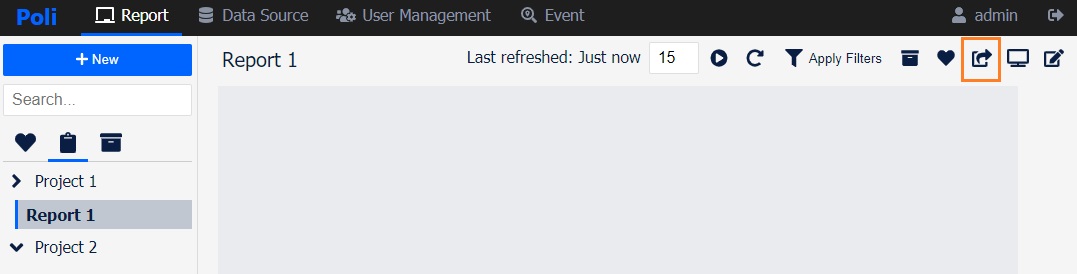 Poli Report Data Source User Management Event admin
New
Report 1 Last refreshed: Just now 15 Apply Filters
Search...
Project 1
Report 1
Project 2